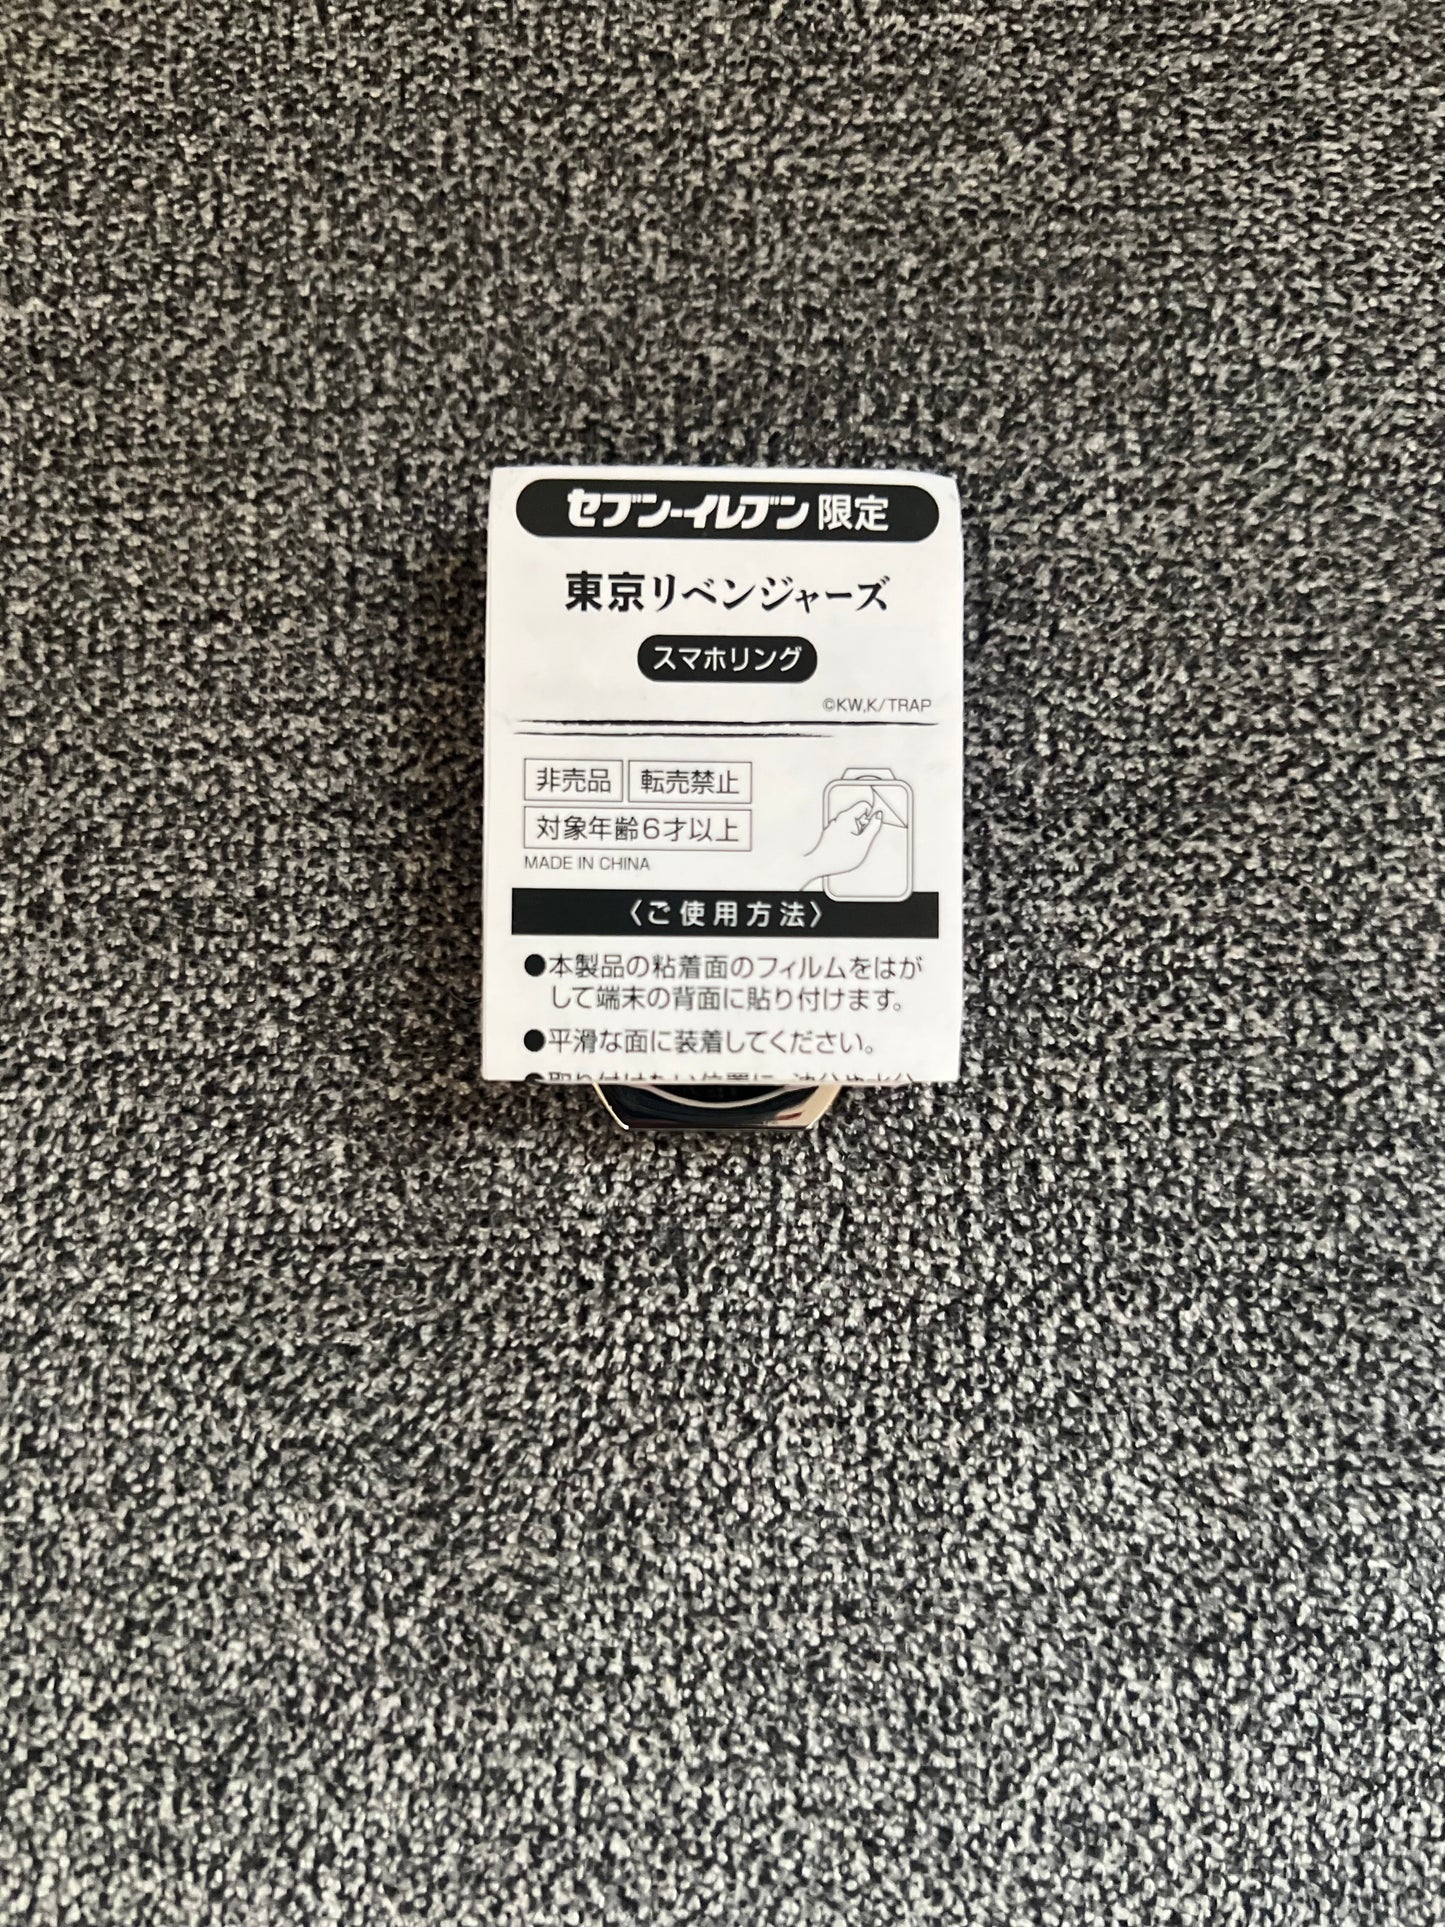 セブン-イレブン 限定
東京リベンジャーズ
スマホリング
©KW,K/TRAP
非売品 転売禁止
対象年齢6才以上
MADE IN CHINA
〈ご使用方法〉
●本製品の粘着面のフィルムをはが
して端末の背面に貼り付けます。
●平滑な面に装着してください。